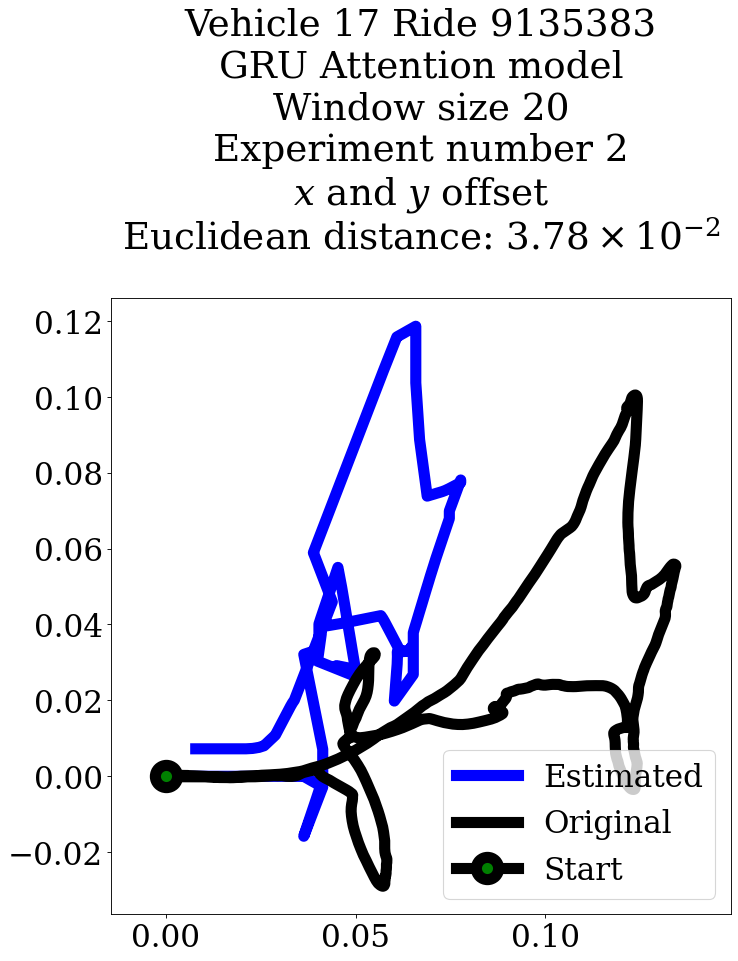 Vehicle 17 Ride 9135383
GRU Attention model
Window size 20
Experiment number 2
x and y offset
Euclidean distance: 3.78 × 10⁻²
0.12
0.10
0.08
0.06
0.04
0.02
0.00
−0.02
Estimated
Original
Start
0.00 0.05 0.10